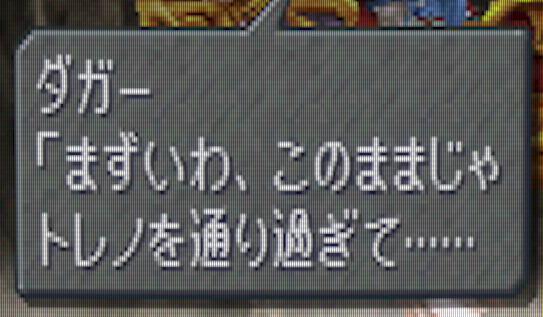 ダガー
「まずいわ、このままじゃ
トレノを通り過ぎて……